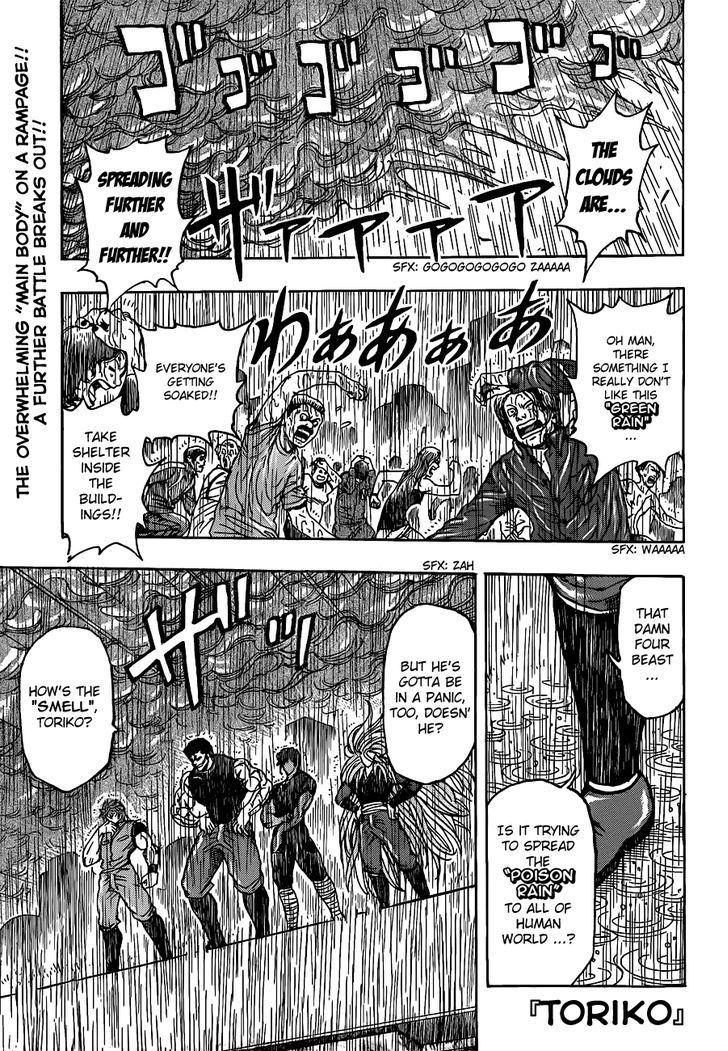 THE OVERWHELMING "MAIN BODY" ON A RAMPAGE!!
A FURTHER BATTLE BREAKS OUT!!
ゴゴゴゴゴゴ
THE
CLOUDS
ARE...
SPREADING
FURTHER
AND
FURTHER!!
ザァァァァ
SFX: GOGOGOGOGOGO ZAAAAA
OH MAN,
THERE
SOMETHING I
REALLY DON'T
LIKE THIS
"GREEN
RAIN"
...
わぁぁぁぁ
EVERYONE'S
GETTING
SOAKED!!
TAKE
SHELTER
INSIDE
THE
BUILD-
INGS!!
SFX: WAAAAA
THAT
DAMN
FOUR
BEAST
...
IS IT TRYING
TO SPREAD
THE
"POISON
RAIN"
TO ALL OF
HUMAN
WORLD ...?
SFX: ZAH
ザッ
BUT HE'S
GOTTA BE
IN A PANIC,
TOO, DOESN'
HE?
HOW'S THE
"SMELL",
TORIKO?
『TORIKO』